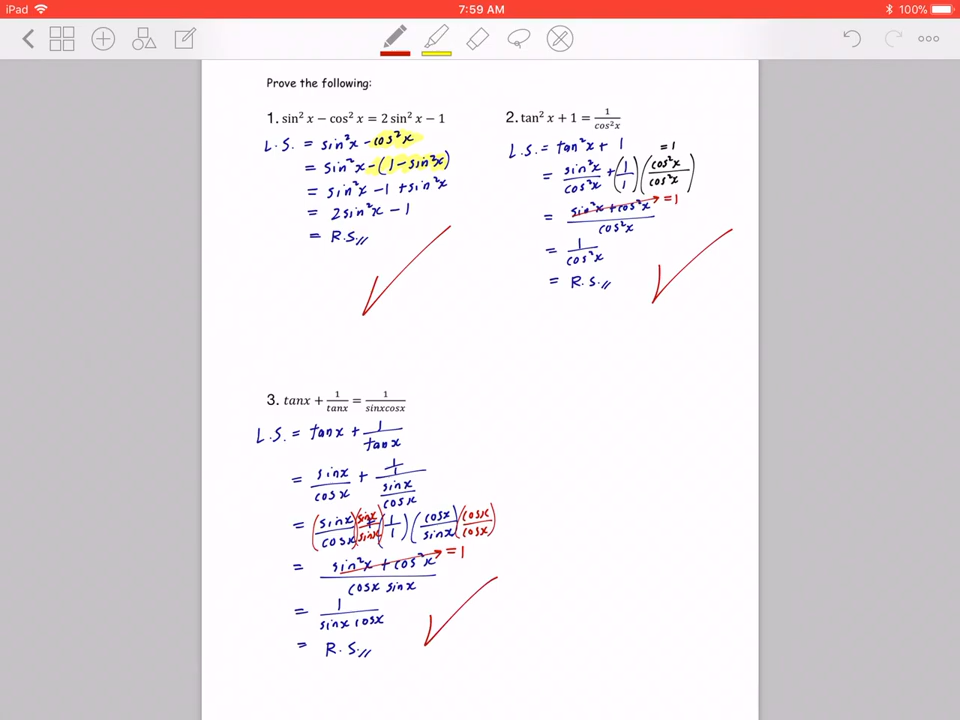 iPad 7:59 AM 100%
Prove the following:
1. sin² x − cos² x = 2 sin² x − 1
L.S. = sin²x − cos²x
= sin²x − (1 − sin²x)
= sin²x − 1 + sin²x
= 2sin²x − 1
= R.S.//
2. tan² x + 1 = 1/cos²x
L.S. = tan²x + 1
= sin²x/cos²x + (1/1)(cos²x/cos²x) = 1
= sin²x + cos²x/cos²x = 1
= 1/cos²x
= R.S.//
3. tanx + 1/tanx = 1/sinxcosx
L.S. = tanx + 1/tanx
= sinx/cosx + 1/1/sinx/cosx
= (sinx/cosx)(sinx/sinx) + (1/1)(cosx/sinx)(cosx/cosx)
= sin²x + cos²x/cosx sinx = 1
= 1/sinx cosx
= R.S.//